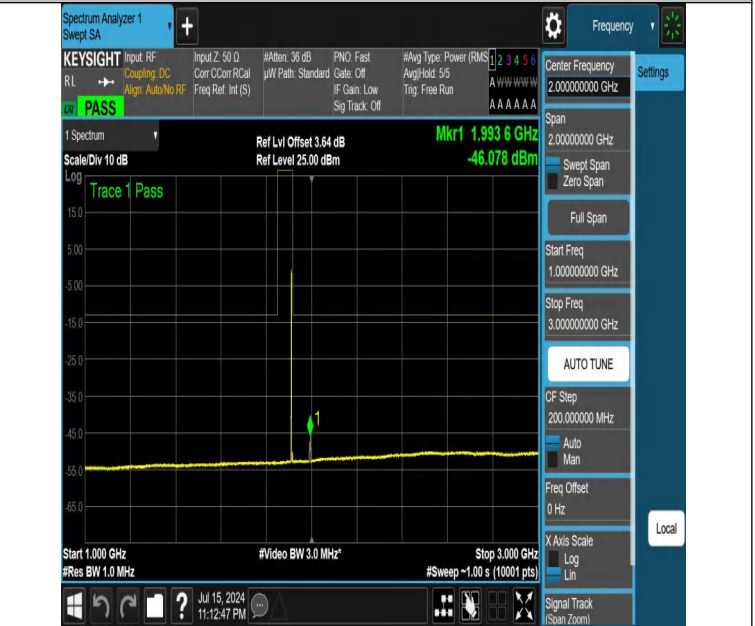 Spectrum Analyzer 1
Swept SA
+
Frequency
KEYSIGHT
RL
PASS
Input: RF
Coupling: DC
Align: Auto/No RF
Input Z: 50 Ω
Corr CCorr RCal
Freq Ref: Int (S)
#Atten: 36 dB
µW Path: Standard
PNO: Fast
Gate: Off
IF Gain: Low
Sig Track: Off
#Avg Type: Power (RMS
Avg|Hold: 5/5
Trig: Free Run
1 2 3 4 5 6
A W W W W W
A A A A A A
1 Spectrum
Scale/Div 10 dB
Ref Lvl Offset 3.64 dB
Ref Level 25.00 dBm
Mkr1 1.993 6 GHz
-46.078 dBm
Log
Trace 1 Pass
15.0
5.00
-5.00
-15.0
-25.0
-35.0
-45.0
-55.0
-65.0
1
Start 1.000 GHz
#Res BW 1.0 MHz
#Video BW 3.0 MHz*
Stop 3.000 GHz
#Sweep ~1.00 s (10001 pts)
Jul 15, 2024
11:12:47 PM
?
Center Frequency
2.000000000 GHz
Span
2.00000000 GHz
Swept Span
Zero Span
Full Span
Start Freq
1.000000000 GHz
Stop Freq
3.000000000 GHz
AUTO TUNE
CF Step
200.000000 MHz
Auto
Man
Freq Offset
0 Hz
X Axis Scale
Log
Lin
Signal Track
(Span Zoom)
Settings
Local